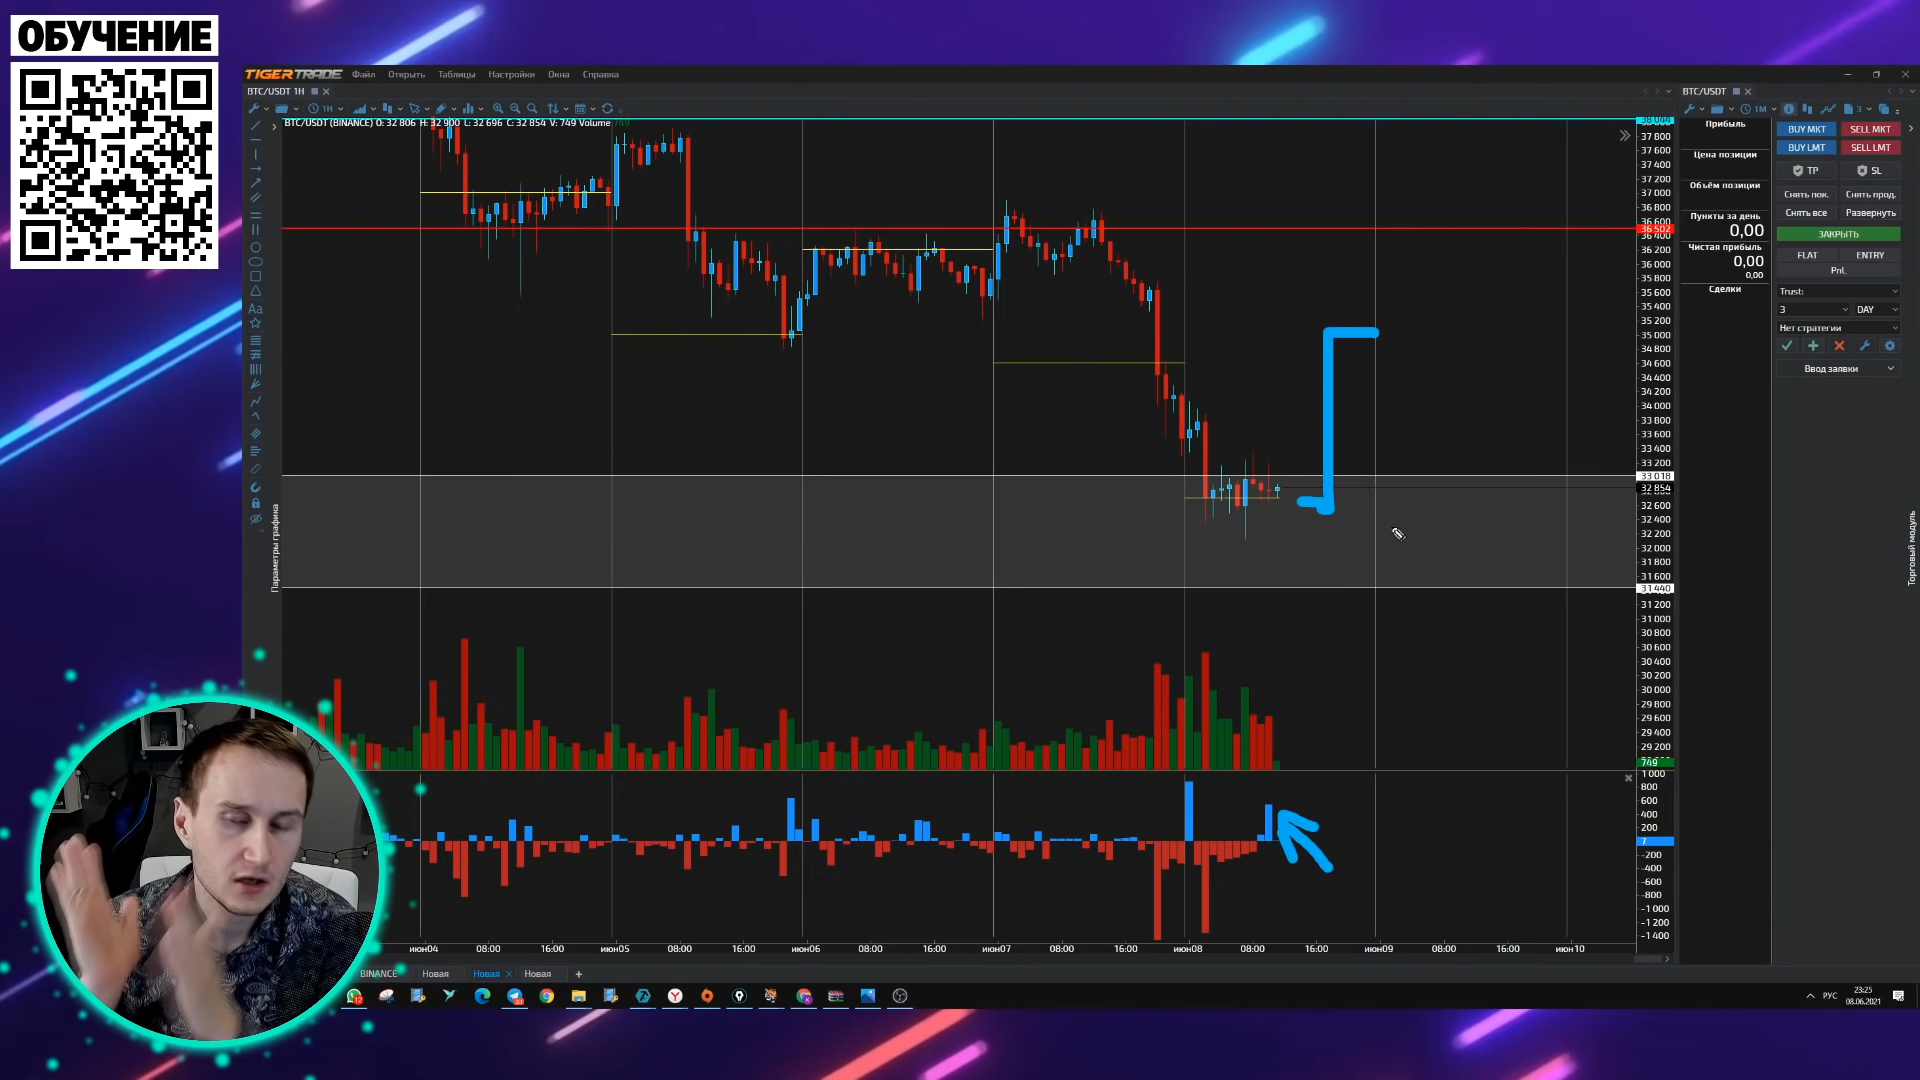 ОБУЧЕНИЕ
TIGERTRADE Файл Открыть Таблицы Настройки Окна Справка
BTC/USDT 1H
1H
BTC/USDT (BINANCE) O: 32 806 H: 32 900 L: 32 696 C: 32 854 V: 749 Volume 749
Aa
Параметры графика
37 800
37 600
37 400
37 200
37 000
36 800
36 600
36 502
36 400
36 200
36 000
35 800
35 600
35 400
35 200
35 000
34 800
34 600
34 400
34 200
34 000
33 800
33 600
33 400
33 200
33 018
32 854
32 600
32 400
32 200
32 000
31 800
31 600
31 440
31 200
31 000
30 800
30 600
30 400
30 200
30 000
29 800
29 600
29 400
29 200
749
1 000
800
600
400
200
7
-200
-400
-600
-800
-1 000
-1 200
-1 400
июн04 08:00 16:00 июн05 08:00 16:00 июн06 08:00 16:00 июн07 08:00 16:00 июн08 08:00 16:00 июн09 08:00 16:00 июн10
BINANCE Новая Новая Новая +
BTC/USDT
1M
3
Прибыль
Цена позиции
Объём позиции
Пункты за день
0,00
Чистая прибыль
0,00
0,00
Сделки
BUY MKT SELL MKT
BUY LMT SELL LMT
TP SL
Снять пок. Снять прод.
Снять все Развернуть
ЗАКРЫТЬ
FLAT ENTRY
PnL
Trust:
3 DAY
Нет стратегии
Ввод заявки
Торговый модуль
РУС
23:25
08.06.2021